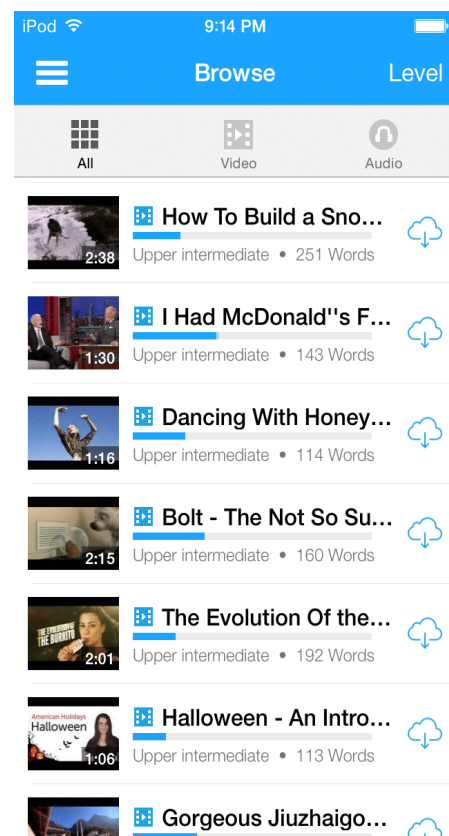 iPod 9:14 PM
Browse Level
All Video Audio
How To Build a Sno...
2:38
Upper intermediate • 251 Words
I Had McDonald''s F...
1:30
Upper intermediate • 143 Words
Dancing With Honey...
1:16
Upper intermediate • 114 Words
Bolt - The Not So Su...
2:15
Upper intermediate • 160 Words
The Evolution Of the...
THE EVOLUTION OF
THE BURRITO
2:01
Upper intermediate • 192 Words
Halloween - An Intro...
American Holidays
Halloween
1:06
Upper intermediate • 113 Words
Gorgeous Jiuzhaigo...